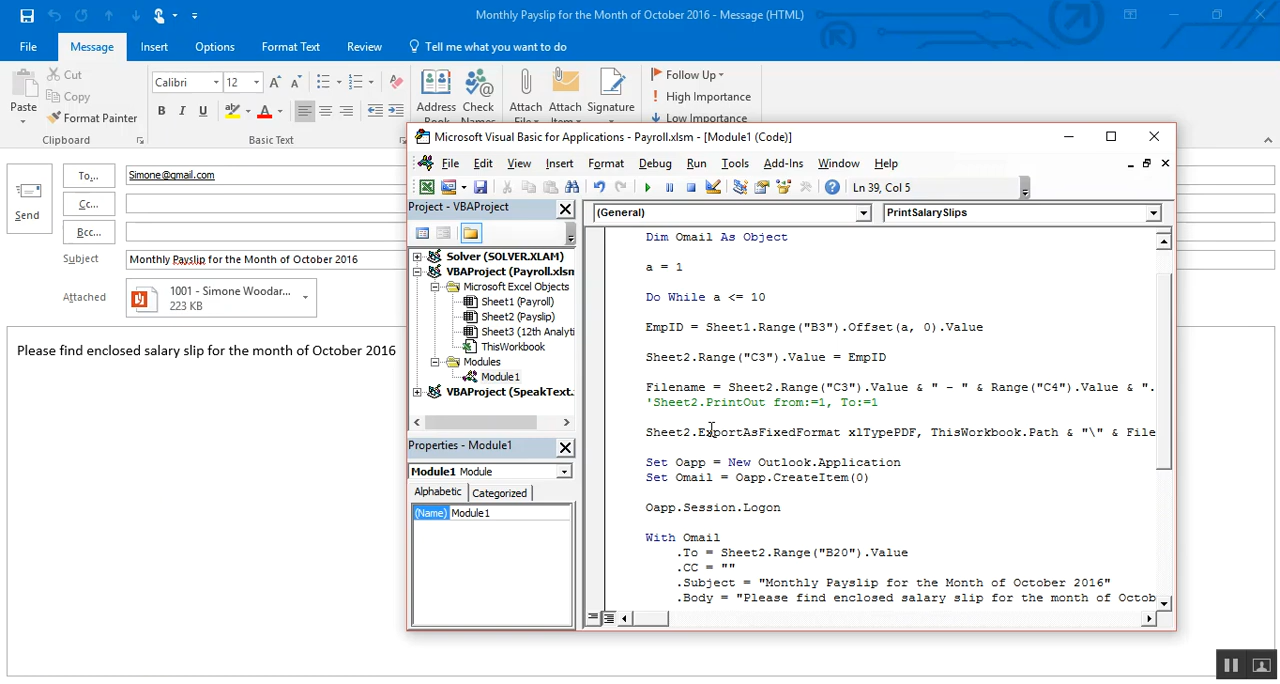 Monthly Payslip for the Month of October 2016 - Message (HTML)
File Message Insert Options Format Text Review Tell me what you want to do
Paste
Cut
Copy
Format Painter
Clipboard
Calibri 12
B I U A
Basic Text
Address
Book
Check
Names
Attach
Attach
Signature
Follow Up
High Importance
Low Importance
Send
To... Simone@gmail.com
Cc...
Bcc...
Subject Monthly Payslip for the Month of October 2016
Attached 1001 - Simone Woodar...
223 KB
Please find enclosed salary slip for the month of October 2016
Microsoft Visual Basic for Applications - Payroll.xlsm - [Module1 (Code)]
File Edit View Insert Format Debug Run Tools Add-Ins Window Help
Ln 39, Col 5
Project - VBAProject
Solver (SOLVER.XLAM)
VBAProject (Payroll.xlsm
Microsoft Excel Objects
Sheet1 (Payroll)
Sheet2 (Payslip)
Sheet3 (12th Analyti
ThisWorkbook
Modules
Module1
VBAProject (SpeakText.
Properties - Module1
Module1 Module
Alphabetic Categorized
(Name) Module1
(General) PrintSalarySlips
Dim Omail As Object
a = 1
Do While a <= 10
EmpID = Sheet1.Range("B3").Offset(a, 0).Value
Sheet2.Range("C3").Value = EmpID
Filename = Sheet2.Range("C3").Value & " - " & Range("C4").Value & ".
'Sheet2.PrintOut from:=1, To:=1
Sheet2.ExportAsFixedFormat xlTypePDF, ThisWorkbook.Path & "\" & File
Set Oapp = New Outlook.Application
Set Omail = Oapp.CreateItem(0)
Oapp.Session.Logon
With Omail
.To = Sheet2.Range("B20").Value
.CC = ""
.Subject = "Monthly Payslip for the Month of October 2016"
.Body = "Please find enclosed salary slip for the month of Octob